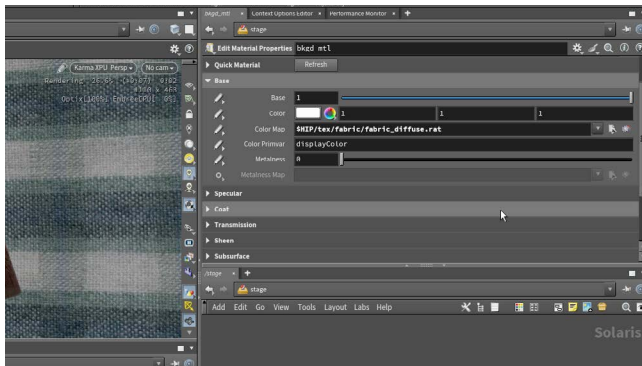 bkgd_mtl × Context Options Editor × Performance Monitor × +
stage
Karma XPU Persp No cam
Edit Material Properties bkgd mtl
Quick Material Refresh
Base
Base 1
Color 1 1 1
Color Map $HIP/tex/fabric/fabric_diffuse.rat
Color Primvar displayColor
Metalness 0
Metalness Map
Specular
Coat
Transmission
Sheen
Subsurface
/stage × +
stage
Add Edit Go View Tools Layout Labs Help
Solaris